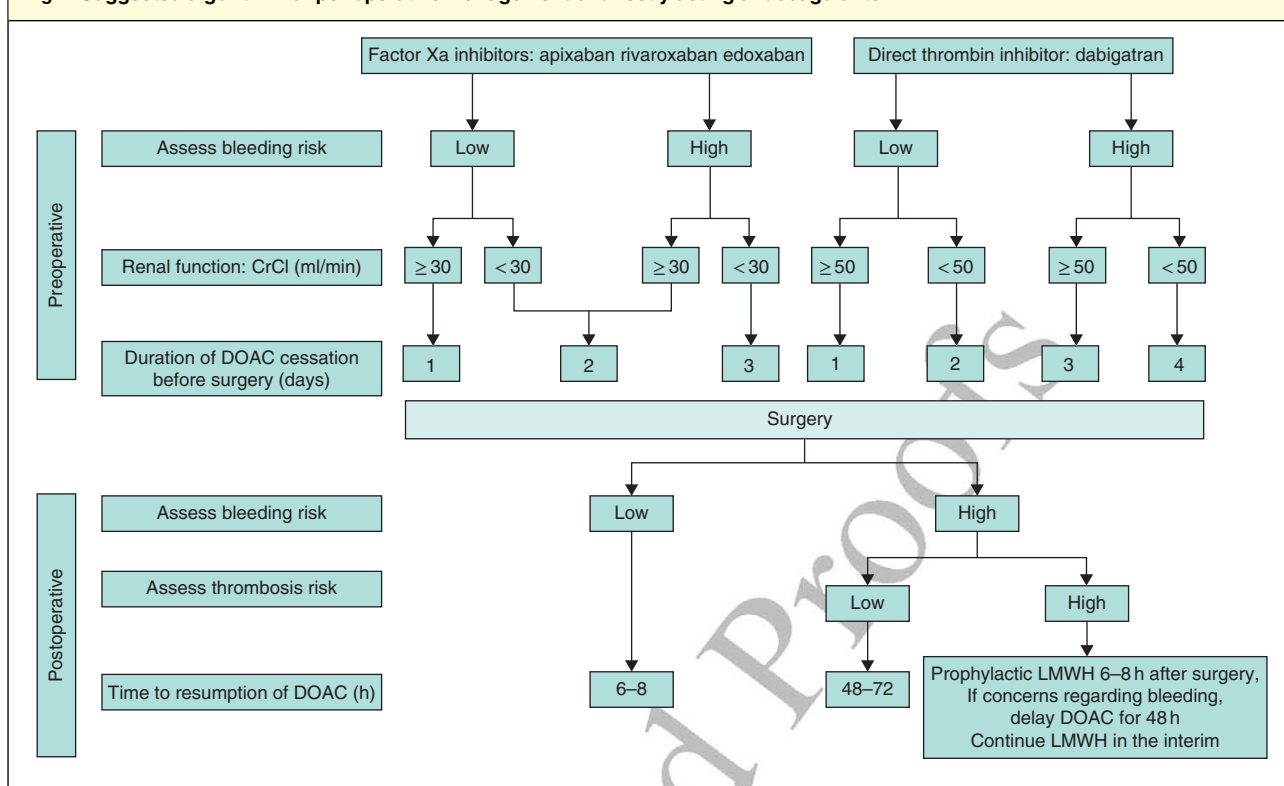 Factor Xa inhibitors: apixaban rivaroxaban edoxaban
Direct thrombin inhibitor: dabigatran
Preoperative
Assess bleeding risk
Low
High
Low
High
Renal function: CrCl (ml/min)
≥ 30
< 30
≥ 30
< 30
≥ 50
< 50
≥ 50
< 50
Duration of DOAC cessation
before surgery (days)
1
2
3
1
2
3
4
Surgery
Postoperative
Assess bleeding risk
Low
High
Assess thrombosis risk
Low
High
Time to resumption of DOAC (h)
6–8
48–72
Prophylactic LMWH 6–8 h after surgery,
If concerns regarding bleeding,
delay DOAC for 48 h
Continue LMWH in the interim
d Proofs